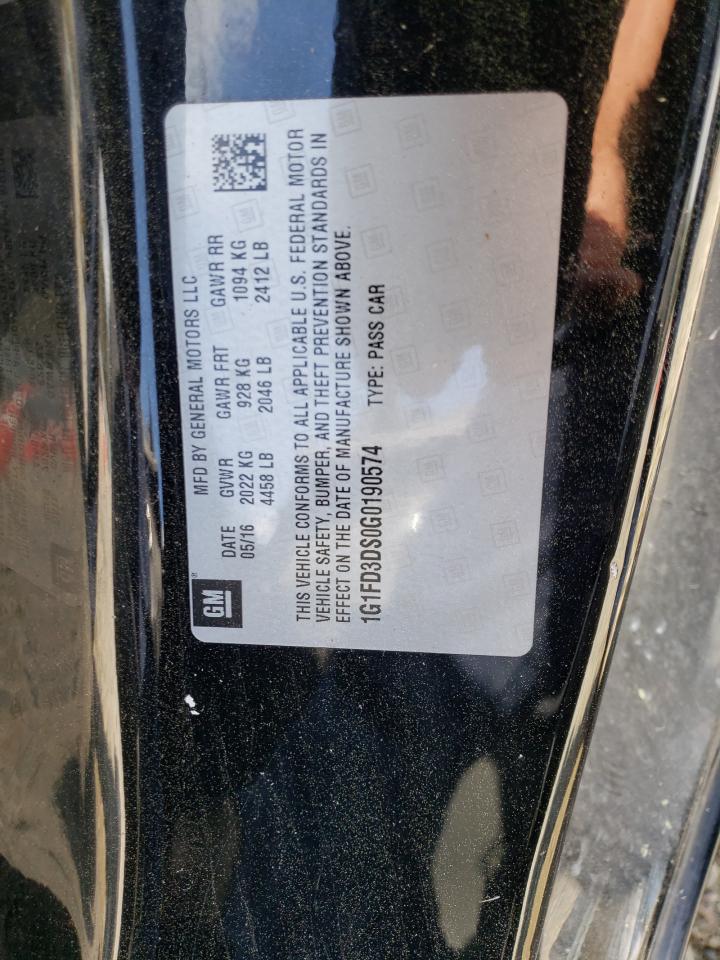 GM®
MFD BY GENERAL MOTORS LLC
DATE GVWR GAWR FRT GAWR RR
05/16 2022 KG 928 KG 1094 KG
4458 LB 2046 LB 2412 LB
THIS VEHICLE CONFORMS TO ALL APPLICABLE U.S. FEDERAL MOTOR
VEHICLE SAFETY, BUMPER, AND THEFT PREVENTION STANDARDS IN
EFFECT ON THE DATE OF MANUFACTURE SHOWN ABOVE.
1G1FD3DS0G0190574 TYPE: PASS CAR